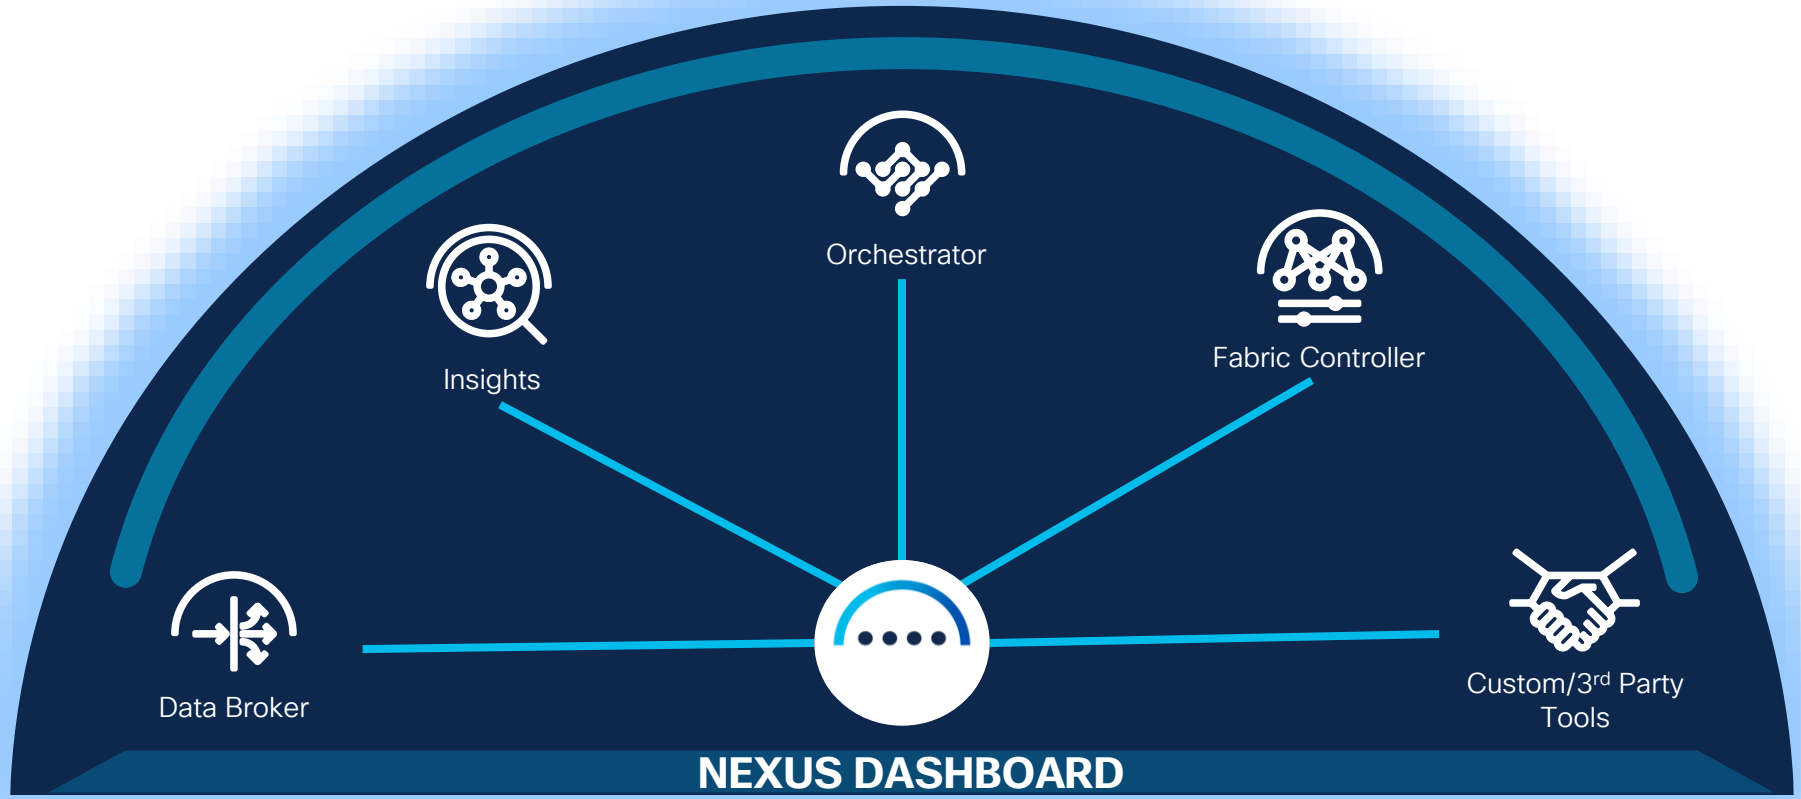 Orchestrator
Insights
Fabric Controller
Data Broker
Custom/3rd Party
Tools
NEXUS DASHBOARD